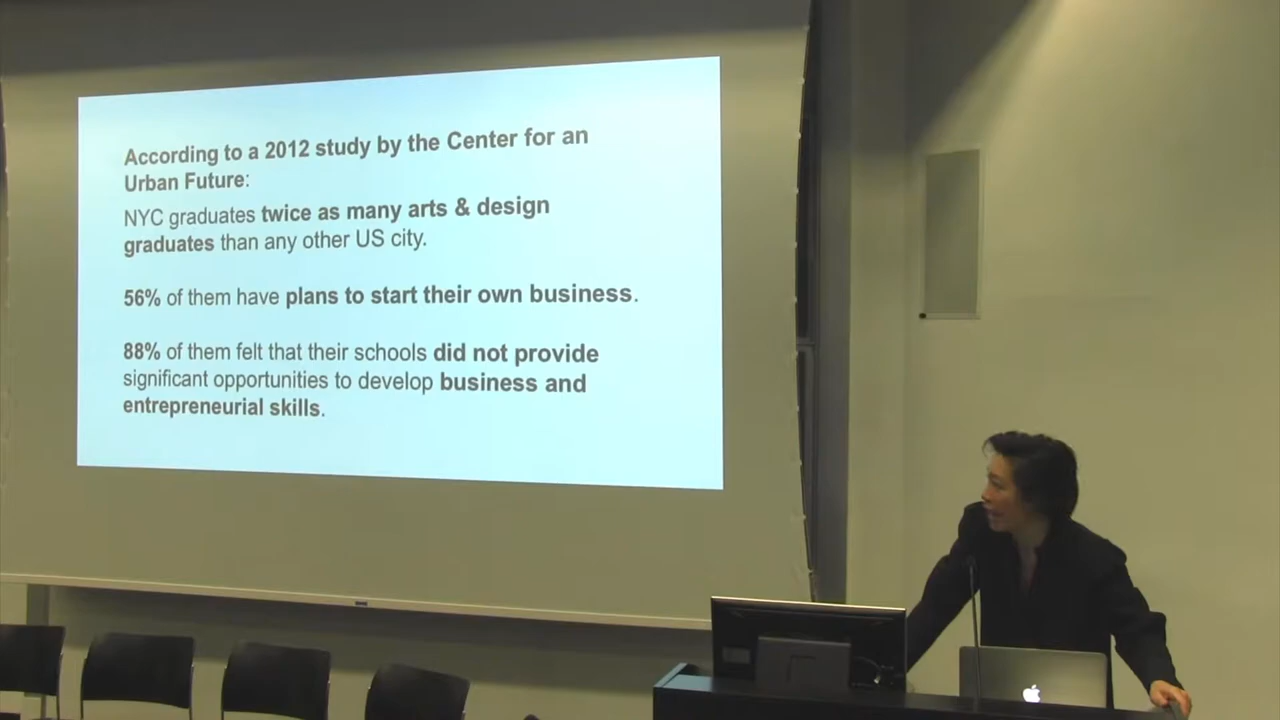 According to a 2012 study by the Center for an
Urban Future:
NYC graduates twice as many arts & design
graduates than any other US city.
56% of them have plans to start their own business.
88% of them felt that their schools did not provide
significant opportunities to develop business and
entrepreneurial skills.